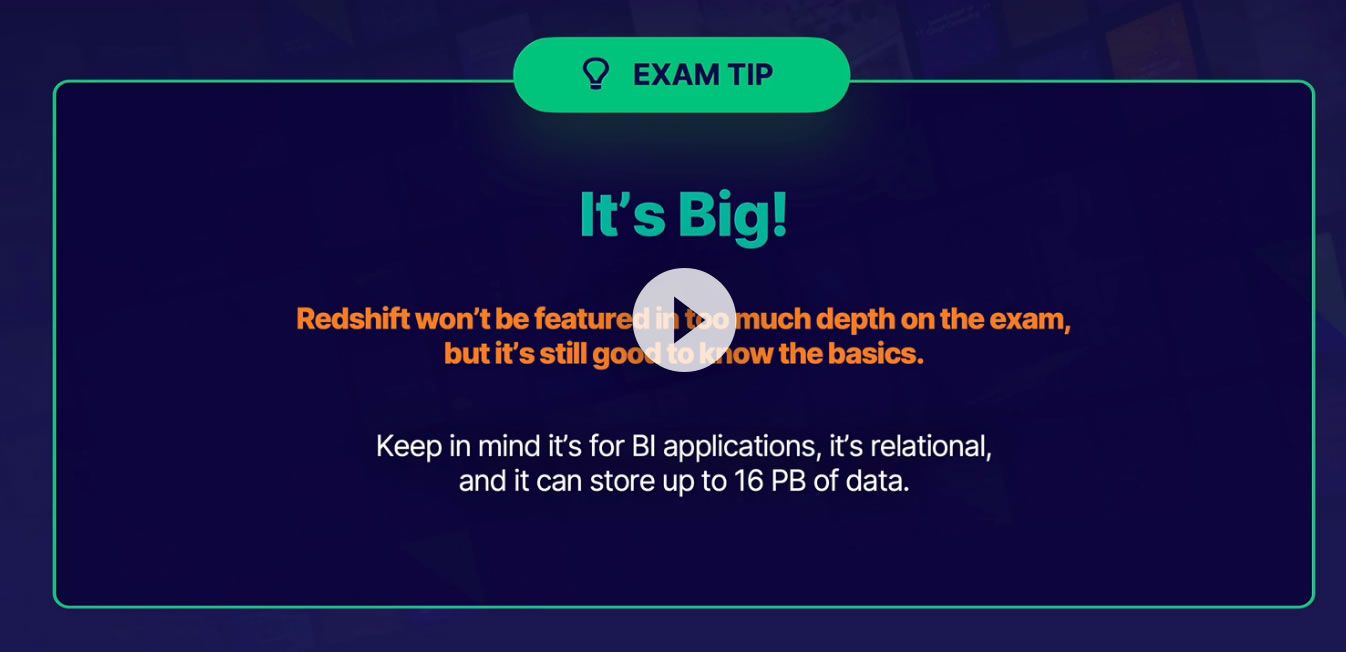 EXAM TIP
It’s Big!
Redshift won’t be featured in too much depth on the exam,
but it’s still good to know the basics.
Keep in mind it’s for BI applications, it’s relational,
and it can store up to 16 PB of data.